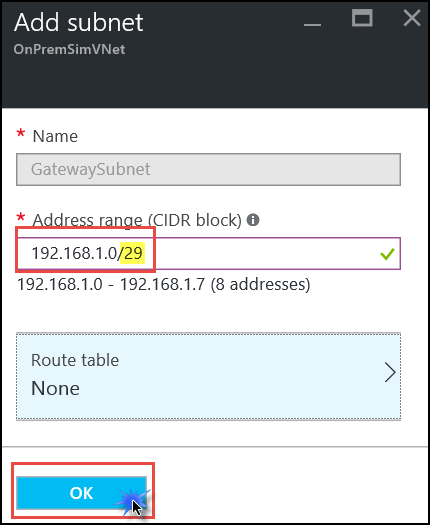 Add subnet
OnPremSimVNet
* Name
GatewaySubnet
* Address range (CIDR block)
192.168.1.0/29
192.168.1.0 - 192.168.1.7 (8 addresses)
Route table
None
OK